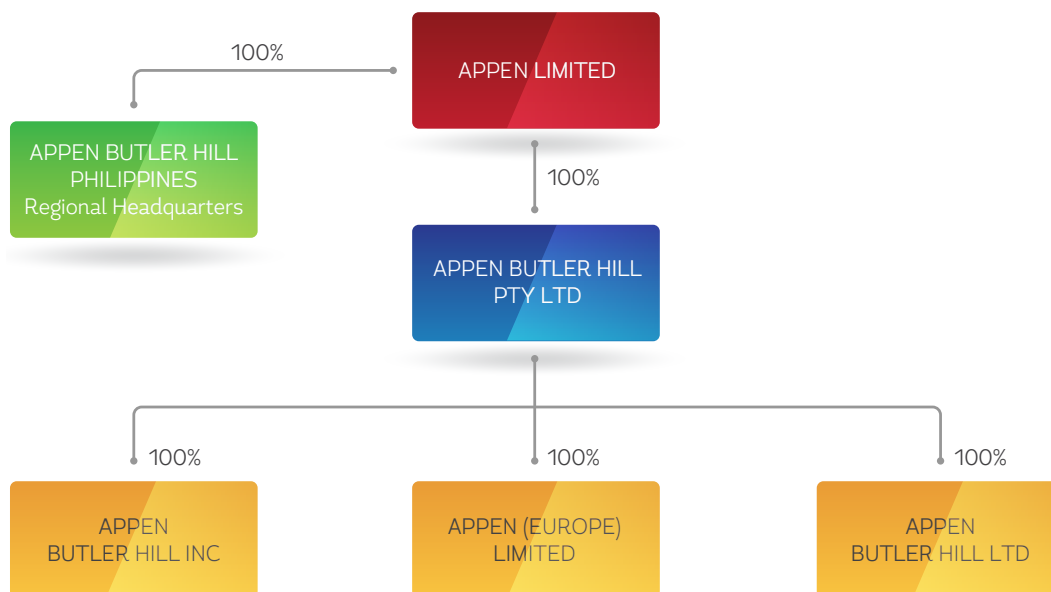 100%
APPEN LIMITED
APPEN BUTLER HILL
PHILIPPINES
Regional Headquarters
100%
APPEN BUTLER HILL
PTY LTD
100%
100%
100%
APPEN
BUTLER HILL INC
APPEN (EUROPE)
LIMITED
APPEN
BUTLER HILL LTD